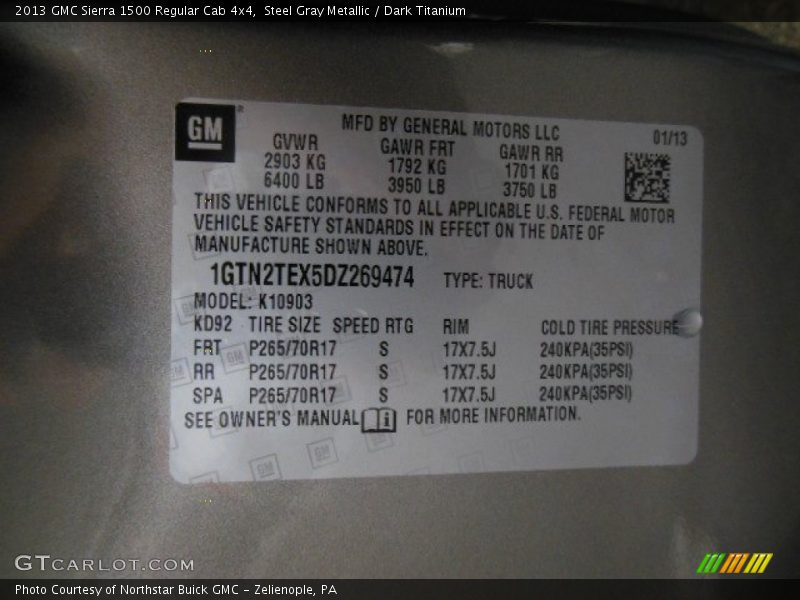 2013 GMC Sierra 1500 Regular Cab 4x4,  Steel Gray Metallic / Dark Titanium
GM® MFD BY GENERAL MOTORS LLC 01/13
GVWR GAWR FRT GAWR RR
2903 KG 1792 KG 1701 KG
6400 LB 3950 LB 3750 LB
THIS VEHICLE CONFORMS TO ALL APPLICABLE U.S. FEDERAL MOTOR
VEHICLE SAFETY STANDARDS IN EFFECT ON THE DATE OF
MANUFACTURE SHOWN ABOVE.
1GTN2TEX5DZ269474 TYPE: TRUCK
MODEL: K10903
KD92 TIRE SIZE SPEED RTG RIM COLD TIRE PRESSURE
FRT P265/70R17 S 17X7.5J 240KPA(35PSI)
RR P265/70R17 S 17X7.5J 240KPA(35PSI)
SPA P265/70R17 S 17X7.5J 240KPA(35PSI)
SEE OWNER'S MANUAL i FOR MORE INFORMATION.
GTCARLOT.COM
Photo Courtesy of Northstar Buick GMC - Zelienople, PA